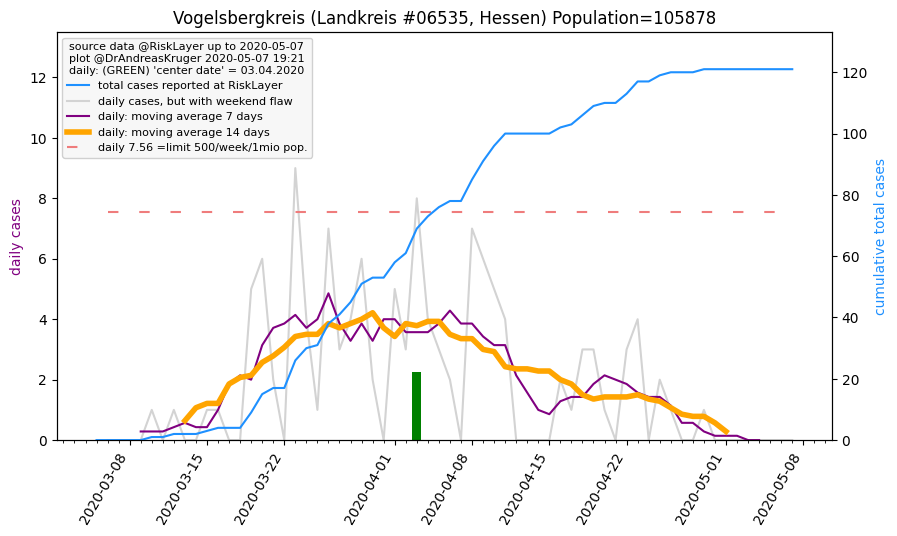 Vogelsbergkreis (Landkreis #06535, Hessen) Population=105878
source data @RiskLayer up to 2020-05-07
plot @DrAndreasKruger 2020-05-07 19:21
daily: (GREEN) 'center date' = 03.04.2020
total cases reported at RiskLayer
daily cases, but with weekend flaw
daily: moving average 7 days
daily: moving average 14 days
daily 7.56 =limit 500/week/1mio pop.
daily cases
12
10
8
6
4
2
0
120
100
80
60
40
20
0
cumulative total cases
2020-03-08
2020-03-15
2020-03-22
2020-04-01
2020-04-08
2020-04-15
2020-04-22
2020-05-01
2020-05-08